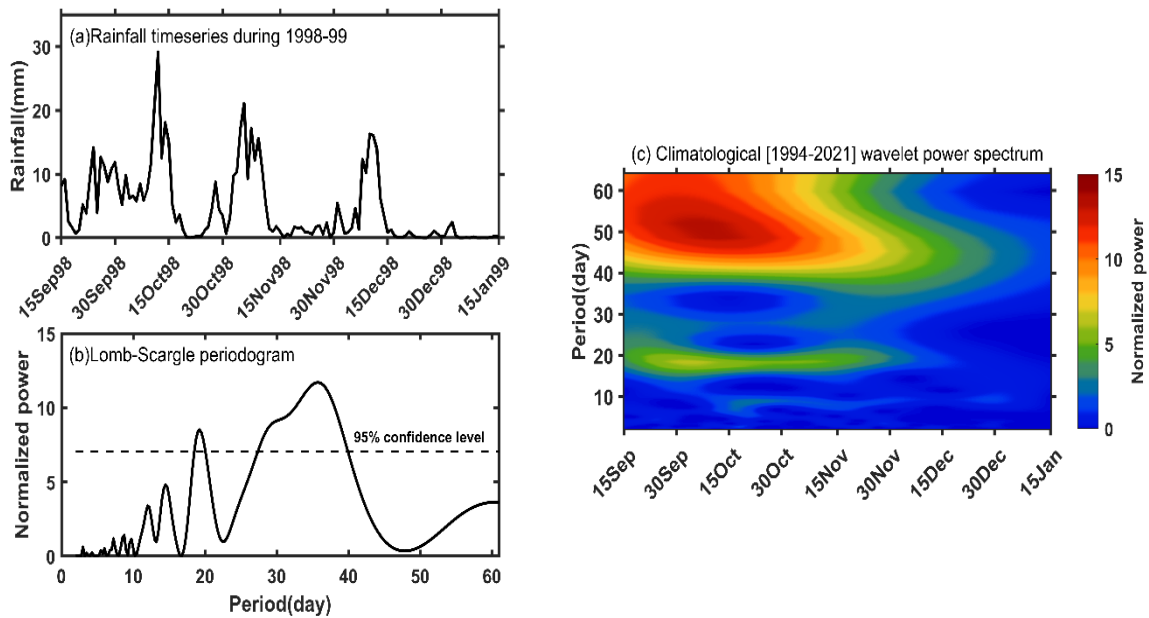 (a)Rainfall timeseries during 1998-99
Rainfall(mm)
30
20
10
0
15Sep98
30Sep98
15Oct98
30Oct98
15Nov98
30Nov98
15Dec98
30Dec98
15Jan99
(b)Lomb-Scargle periodogram
Normalized power
15
10
5
0
95% confidence level
0 10 20 30 40 50 60
Period(day)
(c) Climatological [1994-2021] wavelet power spectrum
Period(day)
60
50
40
30
20
10
15Sep
30Sep
15Oct
30Oct
15Nov
30Nov
15Dec
30Dec
15Jan
15
10
5
0
Normalized power